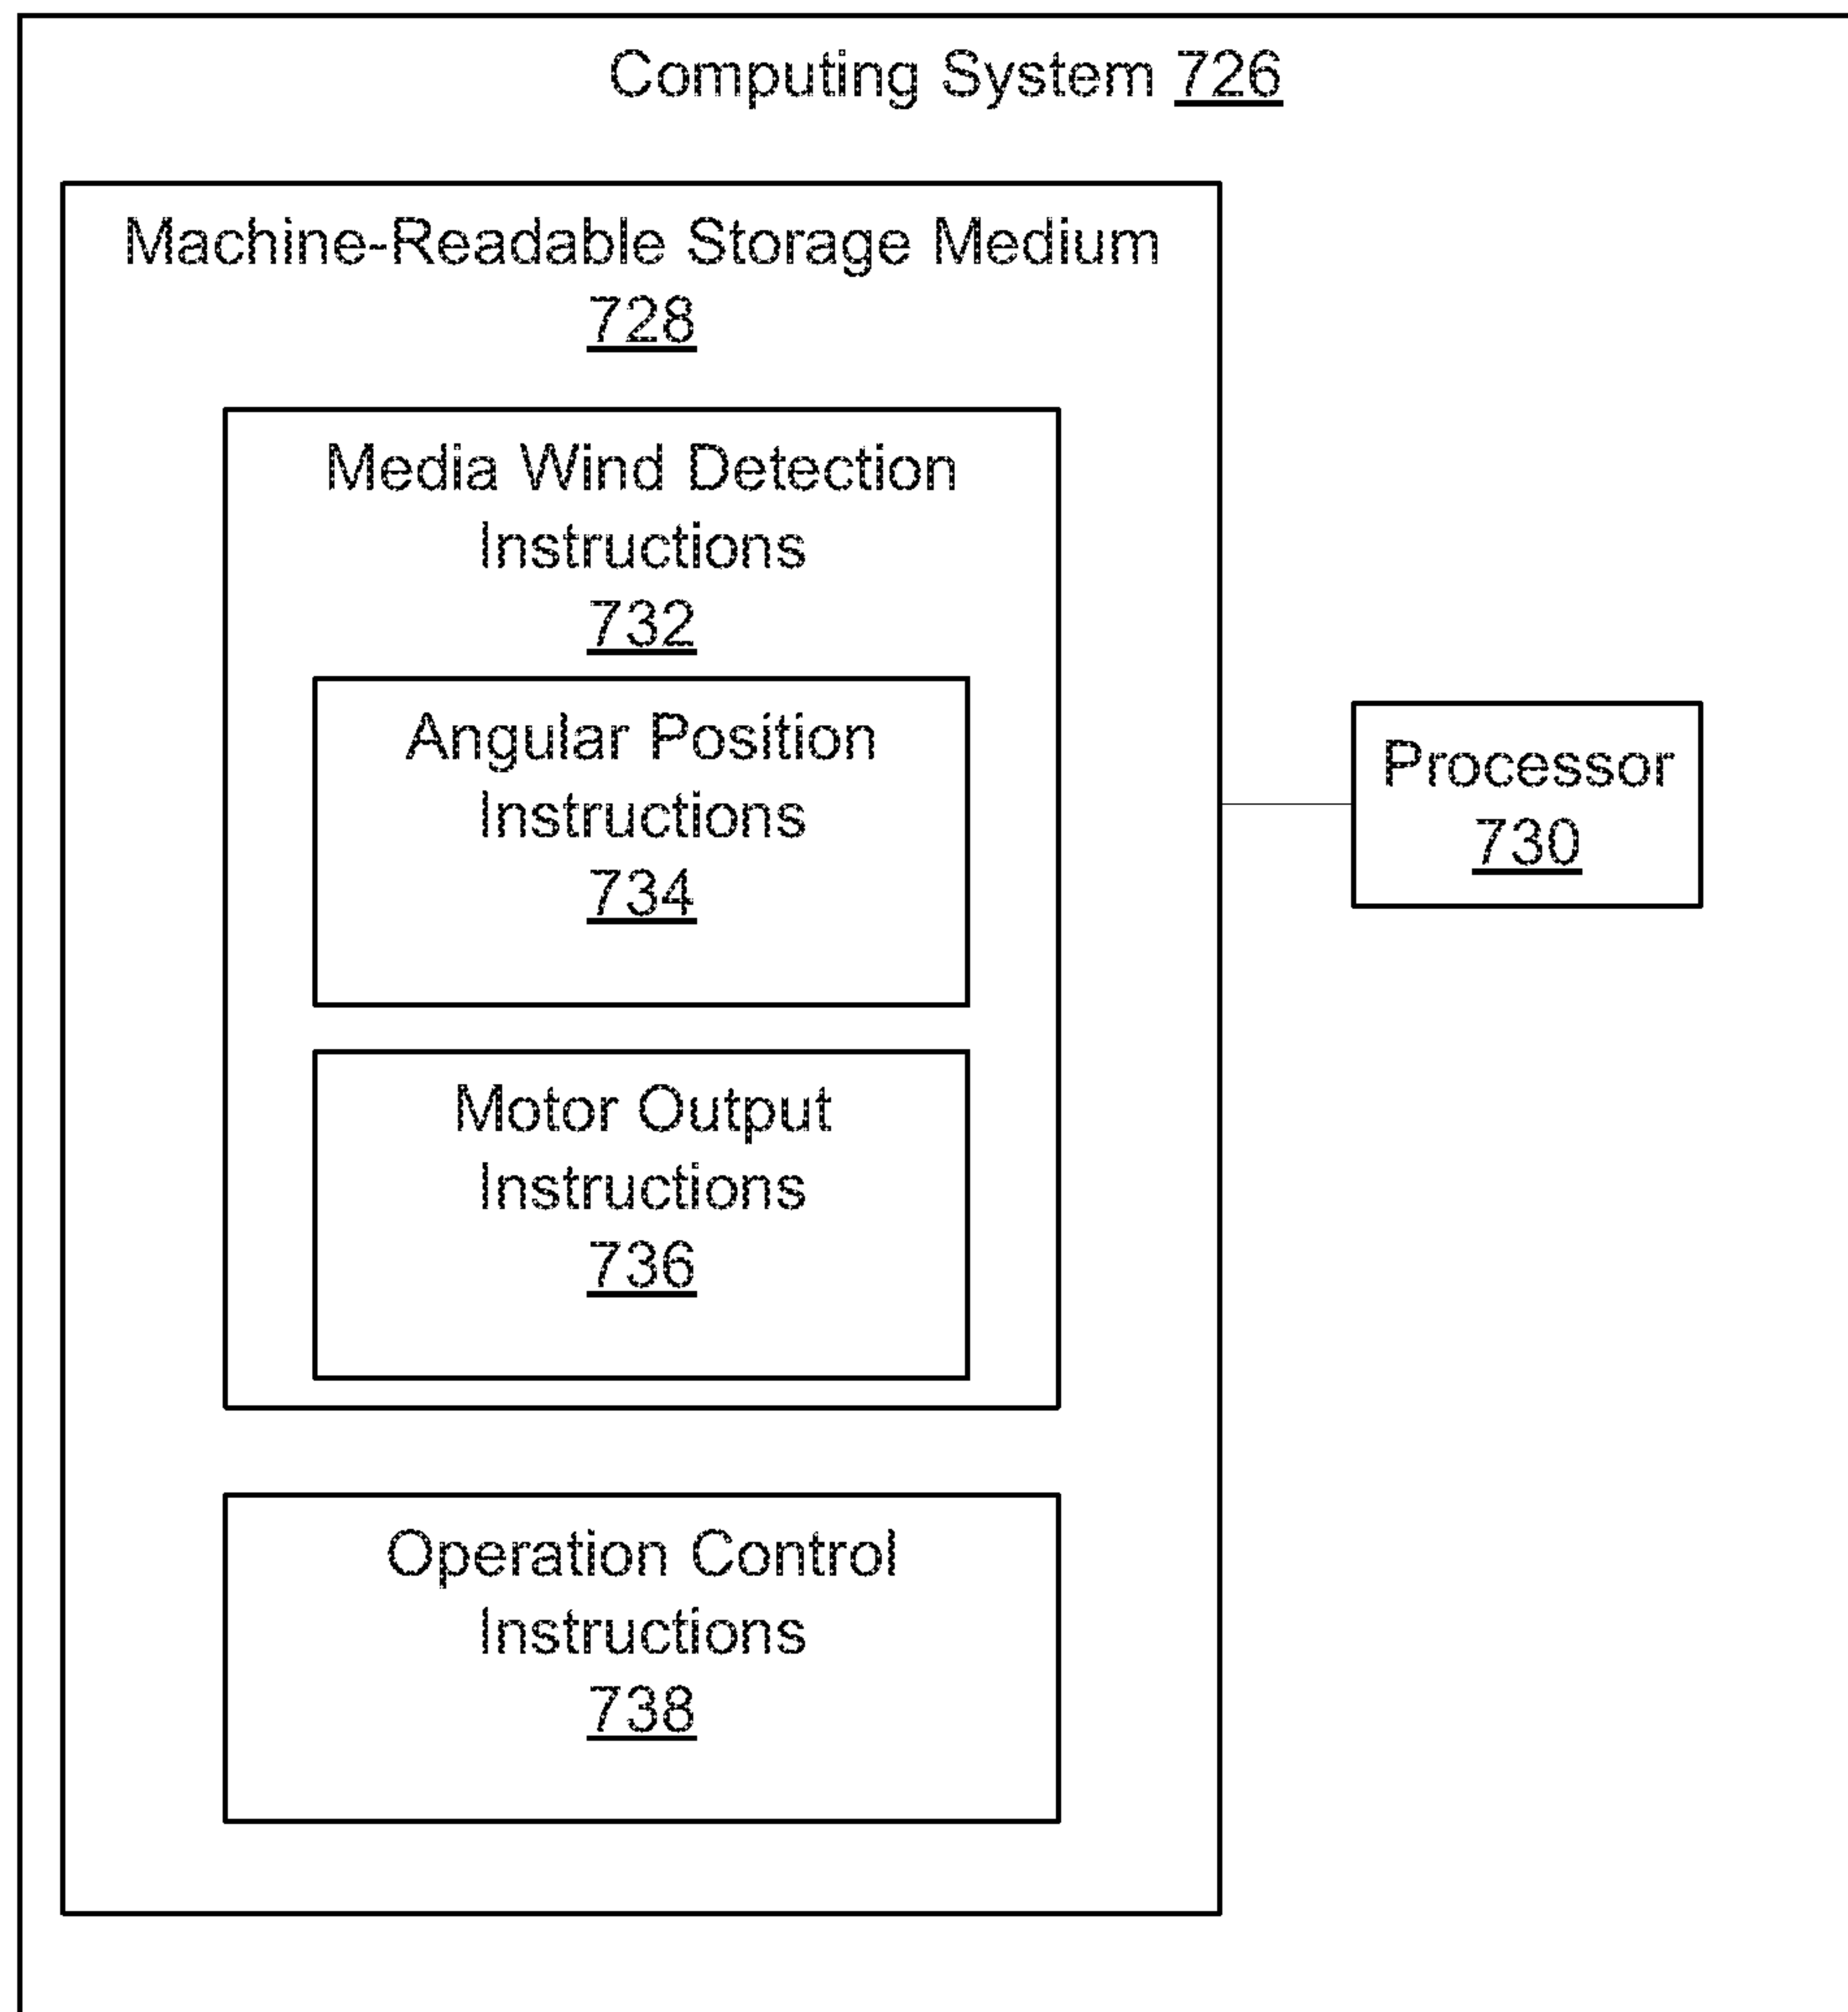 Computing System 726
Machine-Readable Storage Medium
728
Media Wind Detection
Instructions
732
Angular Position
Instructions
734
Processor
730
Motor Output
Instructions
736
Operation Control
Instructions
738